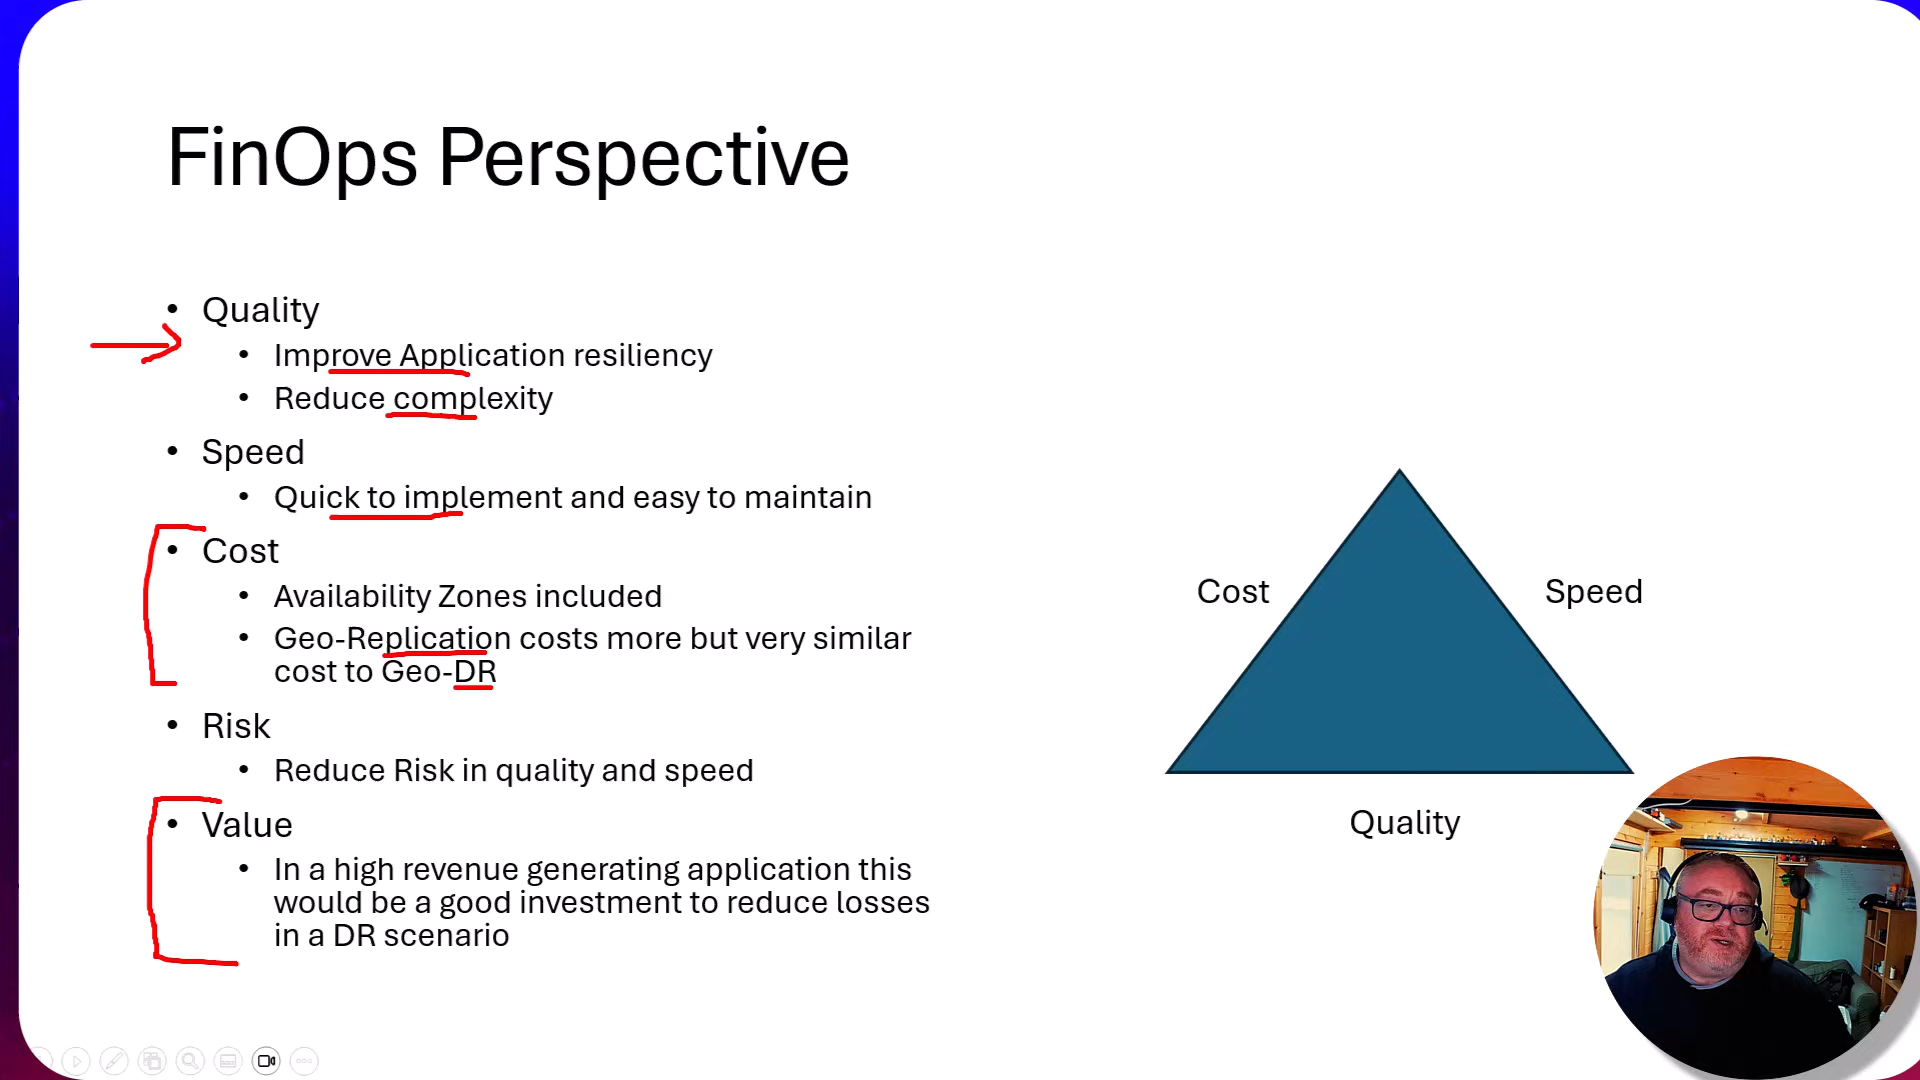 FinOps Perspective
• Quality
• Improve Application resiliency
• Reduce complexity
• Speed
• Quick to implement and easy to maintain
• Cost
• Availability Zones included
• Geo-Replication costs more but very similar
cost to Geo-DR
• Risk
• Reduce Risk in quality and speed
• Value
• In a high revenue generating application this
would be a good investment to reduce losses
in a DR scenario
Cost
Speed
Quality